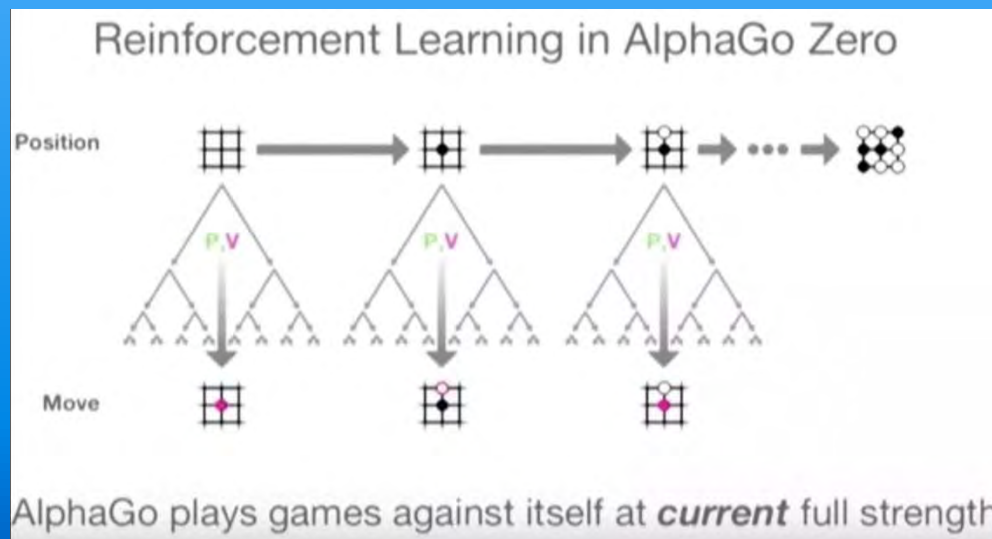 Reinforcement Learning in AlphaGo Zero
Position
P,V P,V P,V
Move
AlphaGo plays games against itself at current full strength